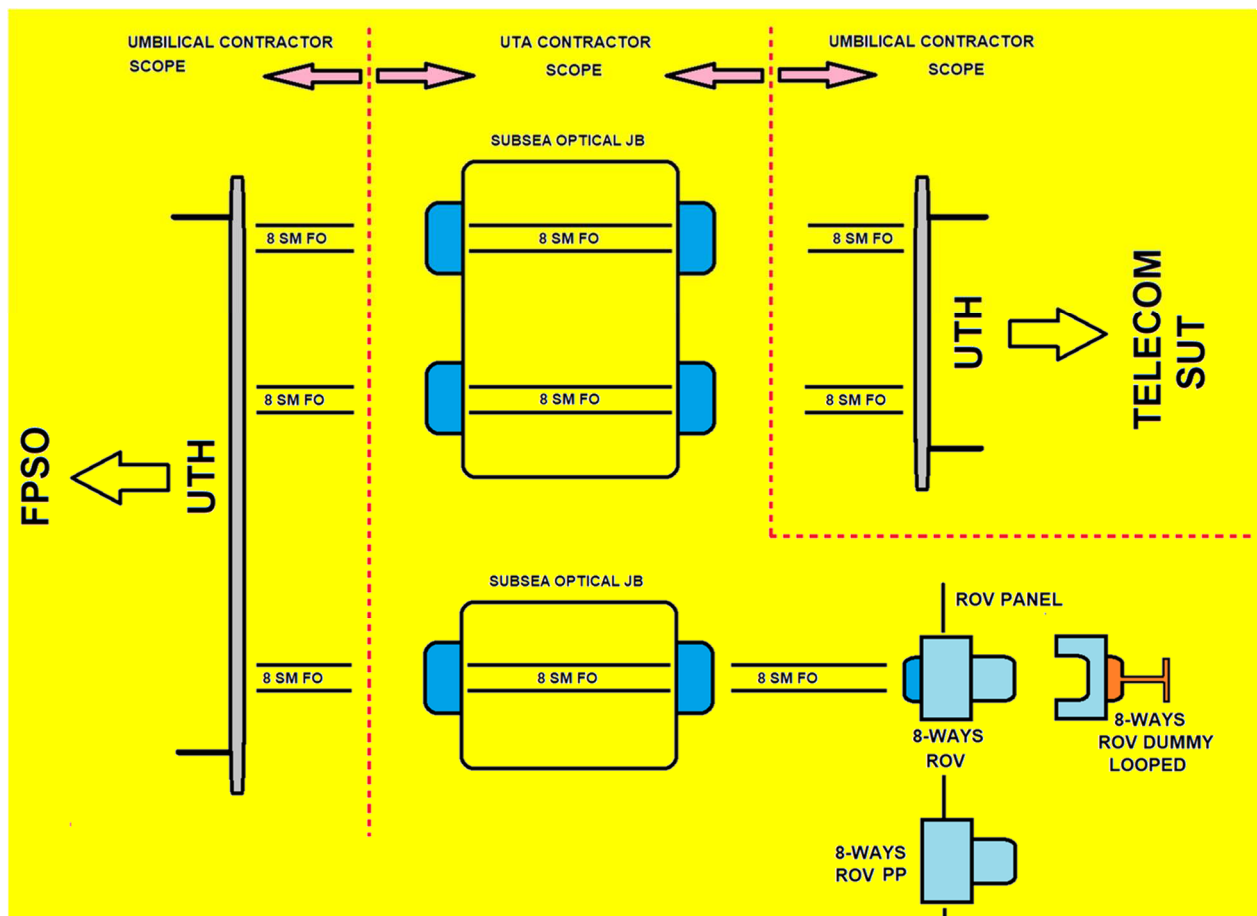 UMBILICAL CONTRACTOR
SCOPE
UTA CONTRACTOR
SCOPE
UMBILICAL CONTRACTOR
SCOPE
SUBSEA OPTICAL JB
8 SM FO
8 SM FO
8 SM FO
8 SM FO
8 SM FO
8 SM FO
FPSO
UTH
UTH
TELECOM
SUT
SUBSEA OPTICAL JB
8 SM FO
8 SM FO
8 SM FO
ROV PANEL
8-WAYS
ROV
8-WAYS
ROV DUMMY
LOOPED
8-WAYS
ROV PP